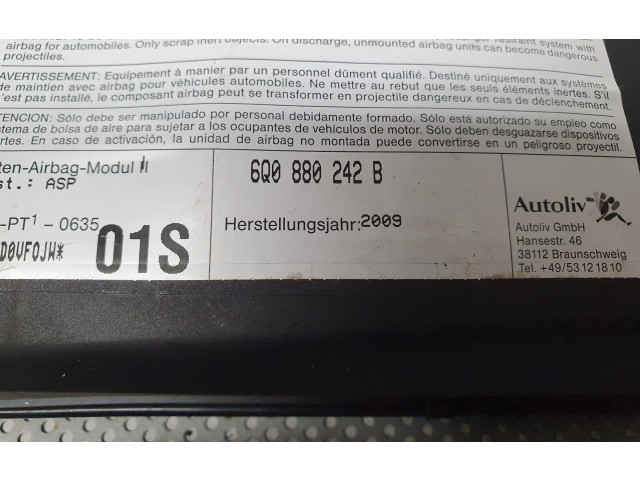 airbag for automobiles. Only scrap inert objects. On discharge, unmounted airbag units can become dangerous
projectiles.
AVERTISSEMENT: Equipement à manier par un personnel dûment qualifié. Destiné uniquement aux systèmes
de maintien avec airbag pour véhicules automobiles. Ne mettre au rebut que les seuls éléments inertes. S'il
n'est pas installé, le composant airbag peut se transformer en projectile dangereux en cas de déclenchement.
ATENCION: Sólo debe ser manipulado por personal debidamente formado. Sólo está autorizado su empleo como
stema de bolsa de aire para sujetar a los ocupantes de vehículos de motor. Sólo deben desguazarse dispositivos
ertes. En caso de activación, la unidad de airbag no montada puede convertirse en un peligroso proyectil.
ten-Airbag-Modul
st.: ASP
6Q0 880 242 B
-PT1 - 0635
D0VF0JW*
01S
Herstellungsjahr: 2009
Autoliv
Autoliv GmbH
Hansestr. 46
38112 Braunschweig
Tel. +49/53 12 18 10